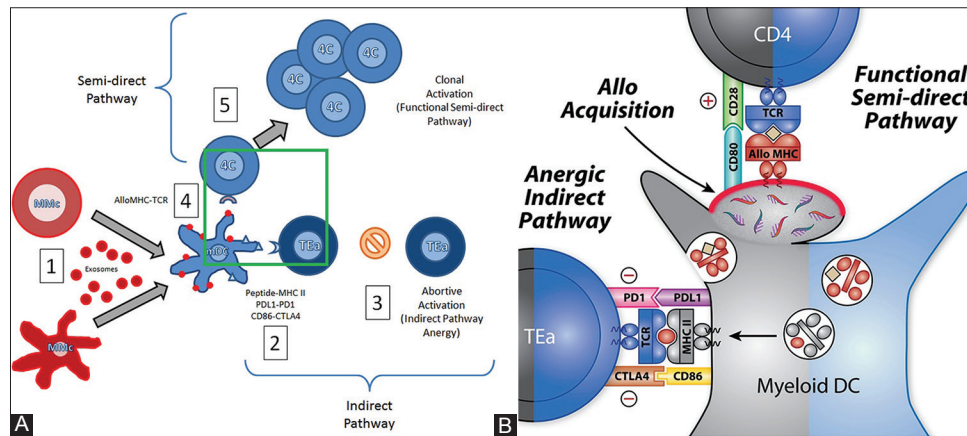 Semi-direct
Pathway
5
4C
4C
4C
4C
4C
Clonal
Activation
(Functional Semi-direct
Pathway)
4C
MMc
AlloMHC-TCR
4
1
Exosomes
mDC
TEa
TEa
MMc
Peptide-MHC II
PDL1-PD1
CD86-CTLA4
2
3
Abortive
Activation
(Indirect Pathway
Anergy)
Indirect
Pathway
A
CD4
Allo
Acquisition
Functional
Semi-direct
Pathway
+
CD28
TCR
CD80
Allo MHC
Anergic
Indirect
Pathway
TEa
−
PD1
PDL1
TCR
MHC II
CTLA4
CD86
−
Myeloid DC
B